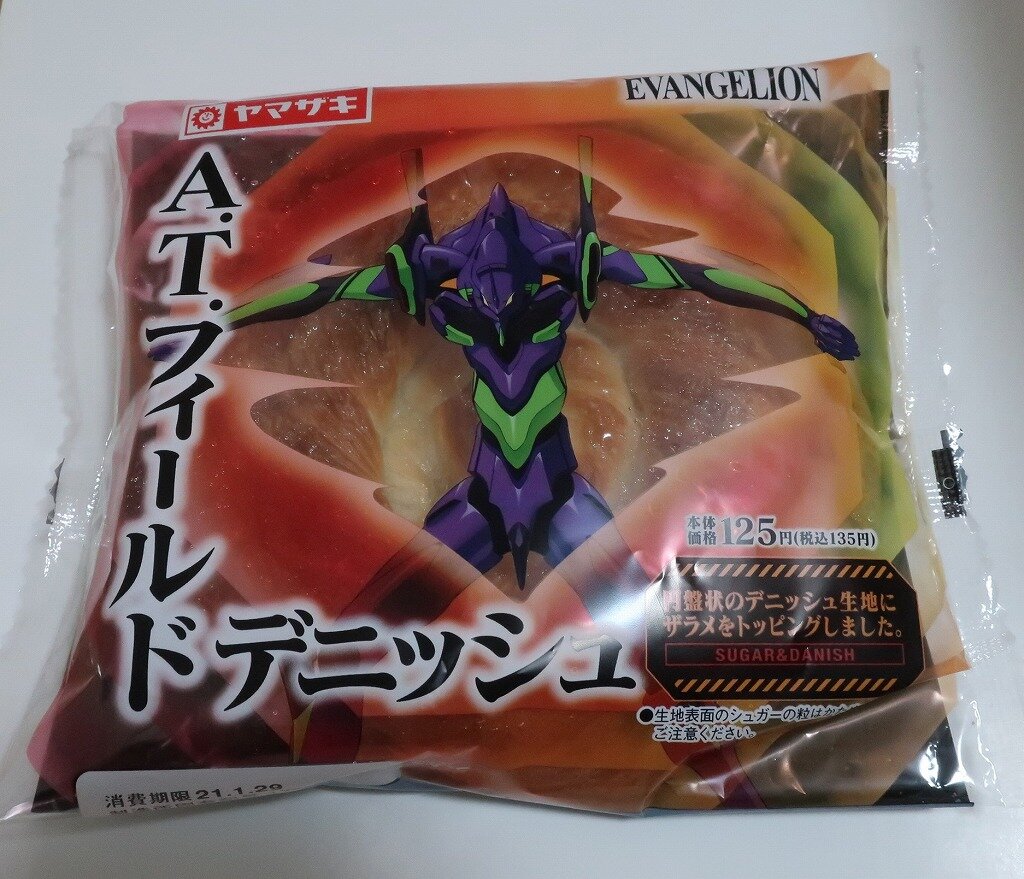 ヤマザキ
EVANGELION
A.T.フィールド
デニッシュ
本体
価格 125円(税込135円)
円盤状のデニッシュ生地に
ザラメをトッピングしました。
SUGAR&DANISH
●生地表面のシュガーの粒は
ご注意ください。
消費期限 21.1.29